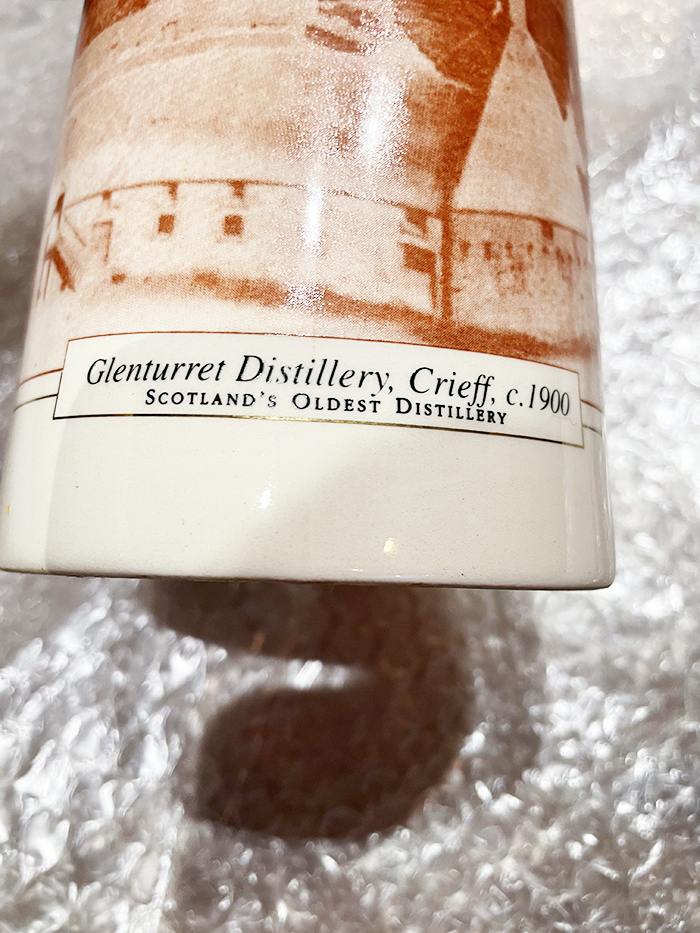 Glenturret Distillery, Crieff, c.1900
SCOTLAND'S OLDEST DISTILLERY